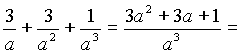 3/a + 3/a² + 1/a³ = (3a² + 3a + 1)/a³ =